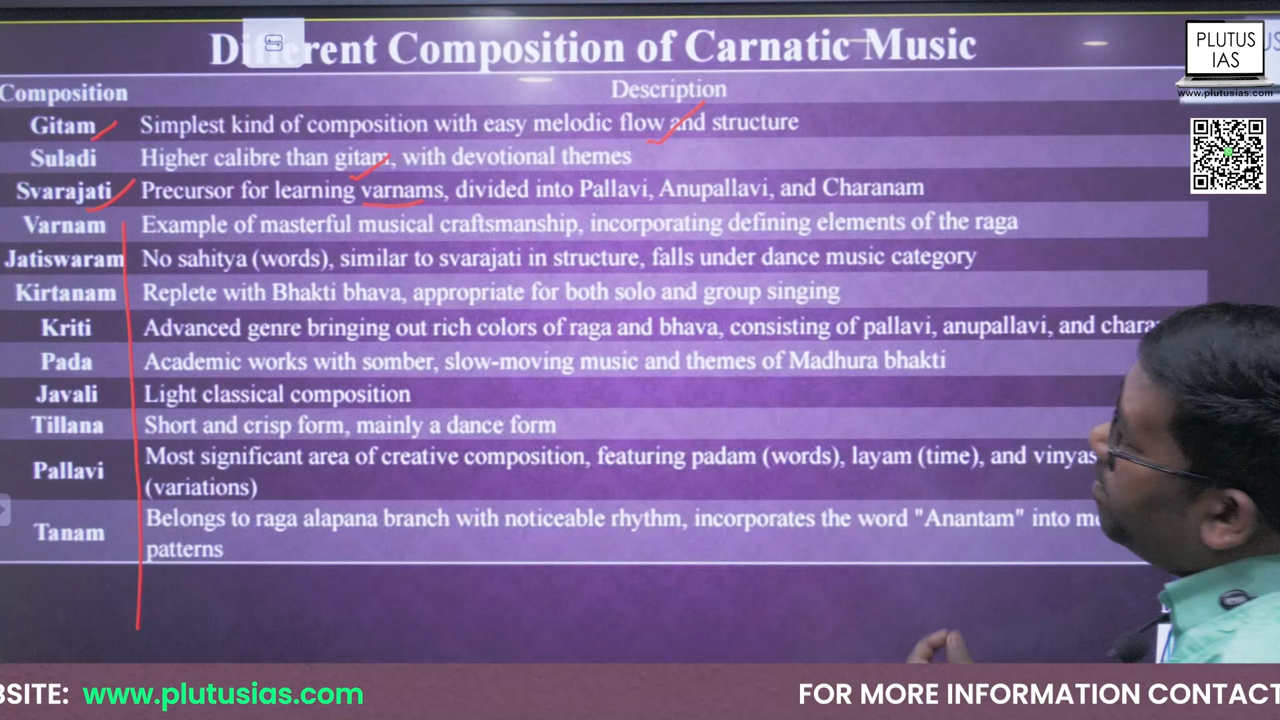 Different Composition of Carnatic Music
PLUTUS
IAS
www.plutusias.com
Composition Description
Gitam Simplest kind of composition with easy melodic flow and structure
Suladi Higher calibre than gitam, with devotional themes
Svarajati Precursor for learning varnams, divided into Pallavi, Anupallavi, and Charanam
Varnam Example of masterful musical craftsmanship, incorporating defining elements of the raga
Jatiswaram No sahitya (words), similar to svarajati in structure, falls under dance music category
Kirtanam Replete with Bhakti bhava, appropriate for both solo and group singing
Kriti Advanced genre bringing out rich colors of raga and bhava, consisting of pallavi, anupallavi, and
Pada Academic works with somber, slow-moving music and themes of Madhura bhakti
Javali Light classical composition
Tillana Short and crisp form, mainly a dance form
Pallavi Most significant area of creative composition, featuring padam (words), layam (time), and
(variations)
Tanam Belongs to raga alapana branch with noticeable rhythm, incorporates the word "Anantam" into
patterns
BSITE: www.plutusias.com FOR MORE INFORMATION CONTACT